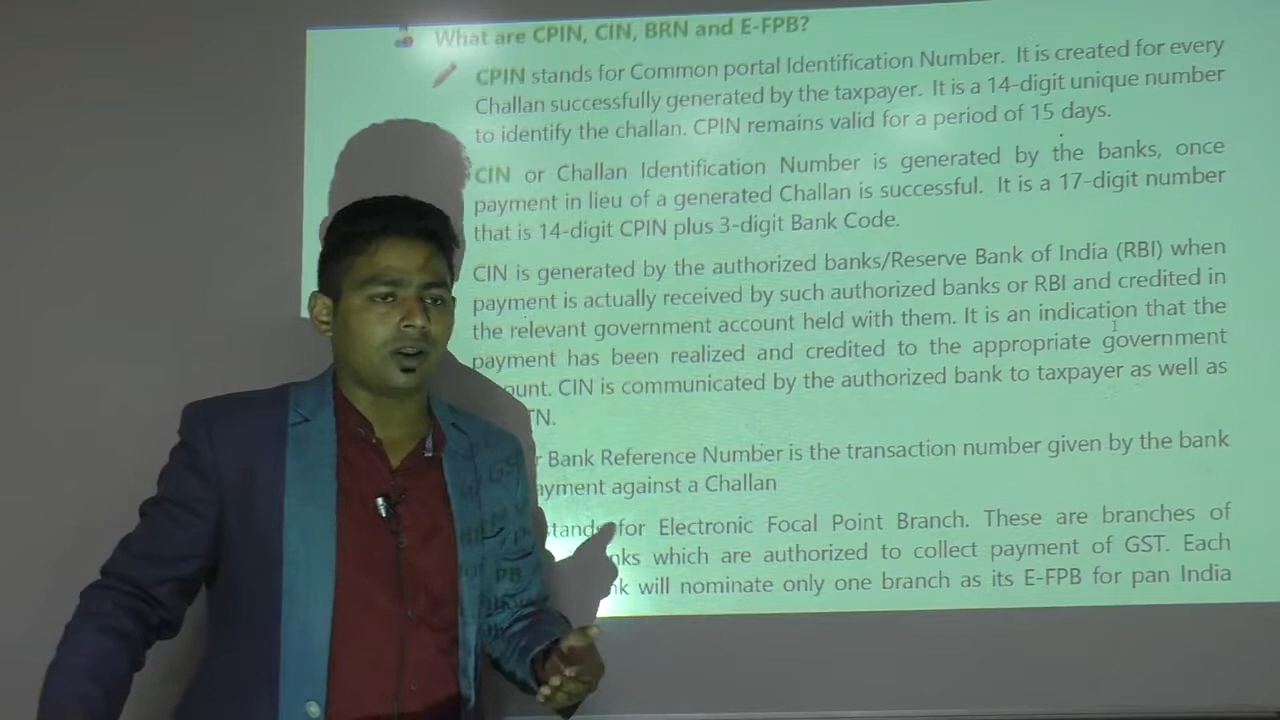 What are CPIN, CIN, BRN and E-FPB?
CPIN stands for Common portal Identification Number. It is created for every
Challan successfully generated by the taxpayer. It is a 14-digit unique number
to identify the challan. CPIN remains valid for a period of 15 days.
CIN or Challan Identification Number is generated by the banks, once
payment in lieu of a generated Challan is successful. It is a 17-digit number
that is 14-digit CPIN plus 3-digit Bank Code.
CIN is generated by the authorized banks/Reserve Bank of India (RBI) when
payment is actually received by such authorized banks or RBI and credited in
the relevant government account held with them. It is an indication that the
payment has been realized and credited to the appropriate government
ount. CIN is communicated by the authorized bank to taxpayer as well as
TN.
r Bank Reference Number is the transaction number given by the bank
ayment against a Challan
tands for Electronic Focal Point Branch. These are branches of
nks which are authorized to collect payment of GST. Each
nk will nominate only one branch as its E-FPB for pan India